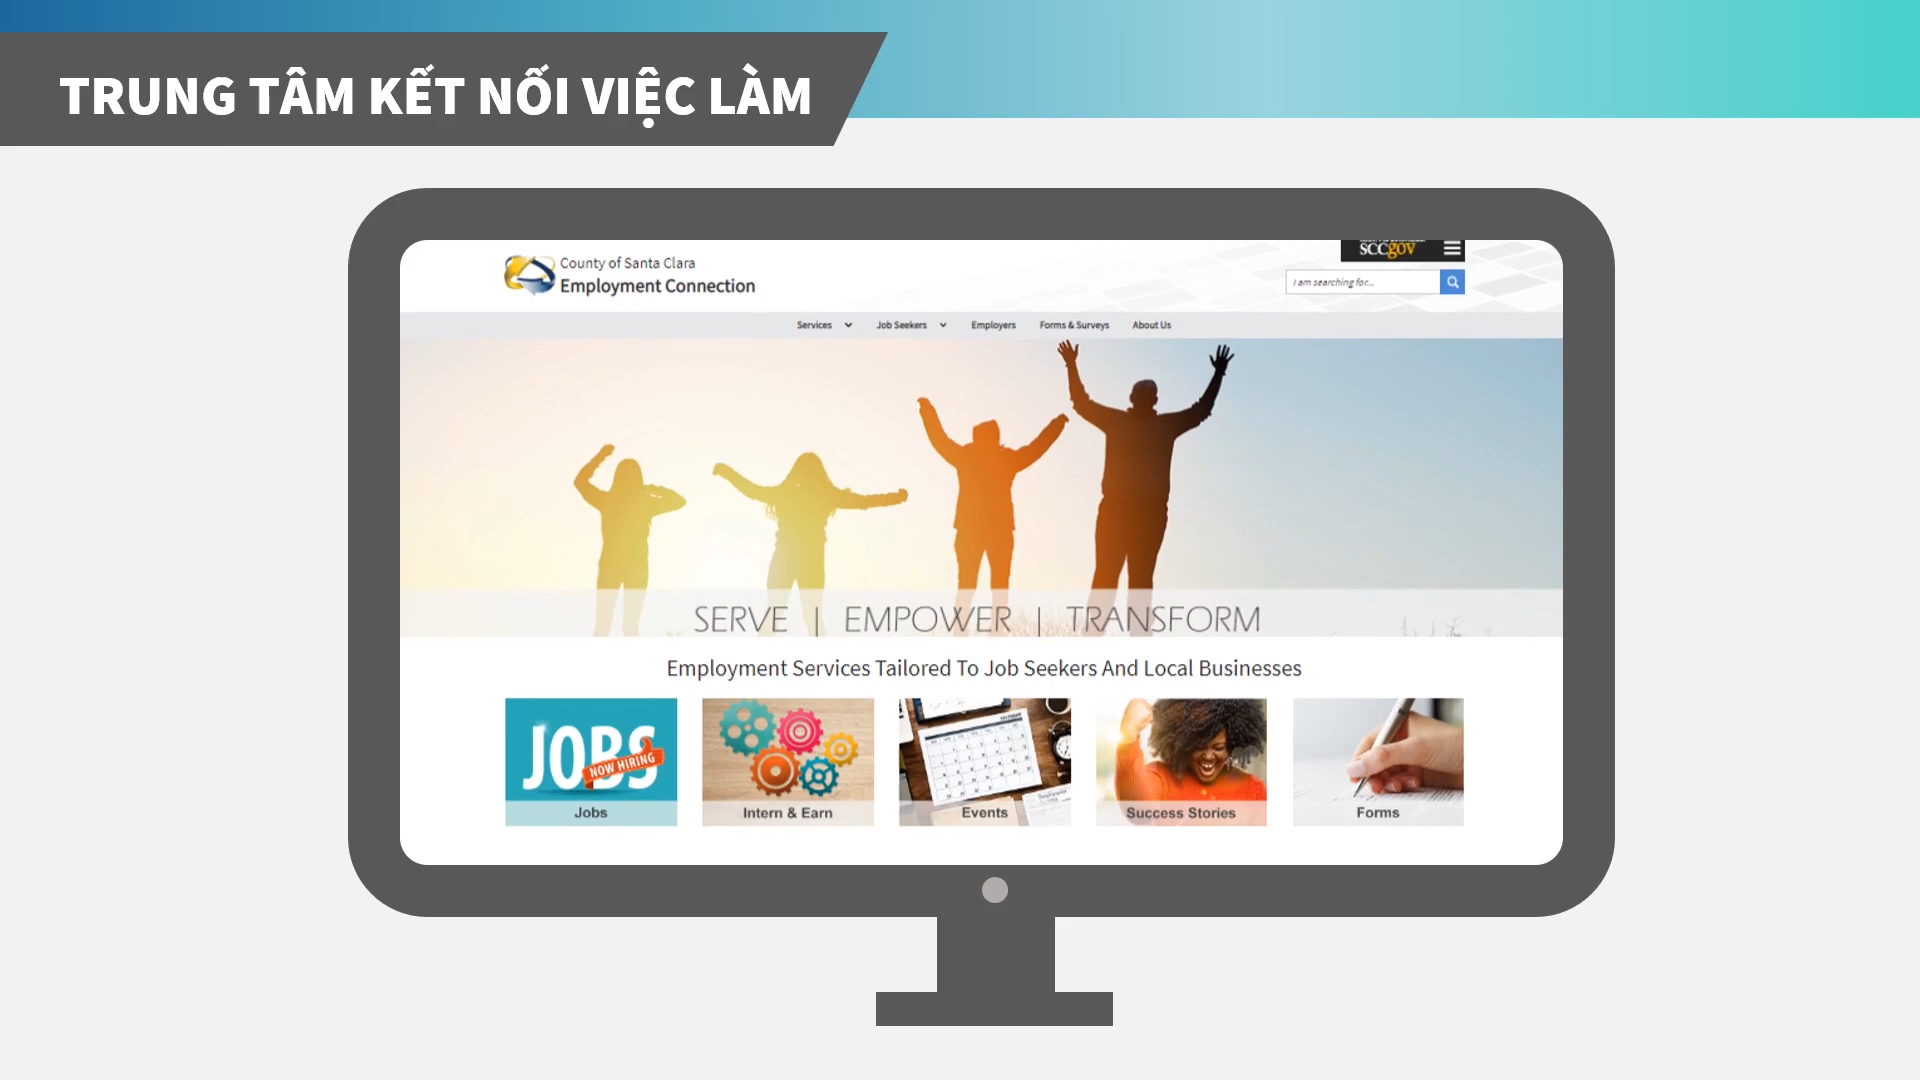 TRUNG TÂM KẾT NỐI VIỆC LÀM
sccgov
County of Santa Clara
Employment Connection
I am searching for...
Services Job Seekers Employers Forms & Surveys About Us
SERVE | EMPOWER | TRANSFORM
Employment Services Tailored To Job Seekers And Local Businesses
JOBS
NOW HIRING
Jobs Intern & Earn Events Success Stories Forms